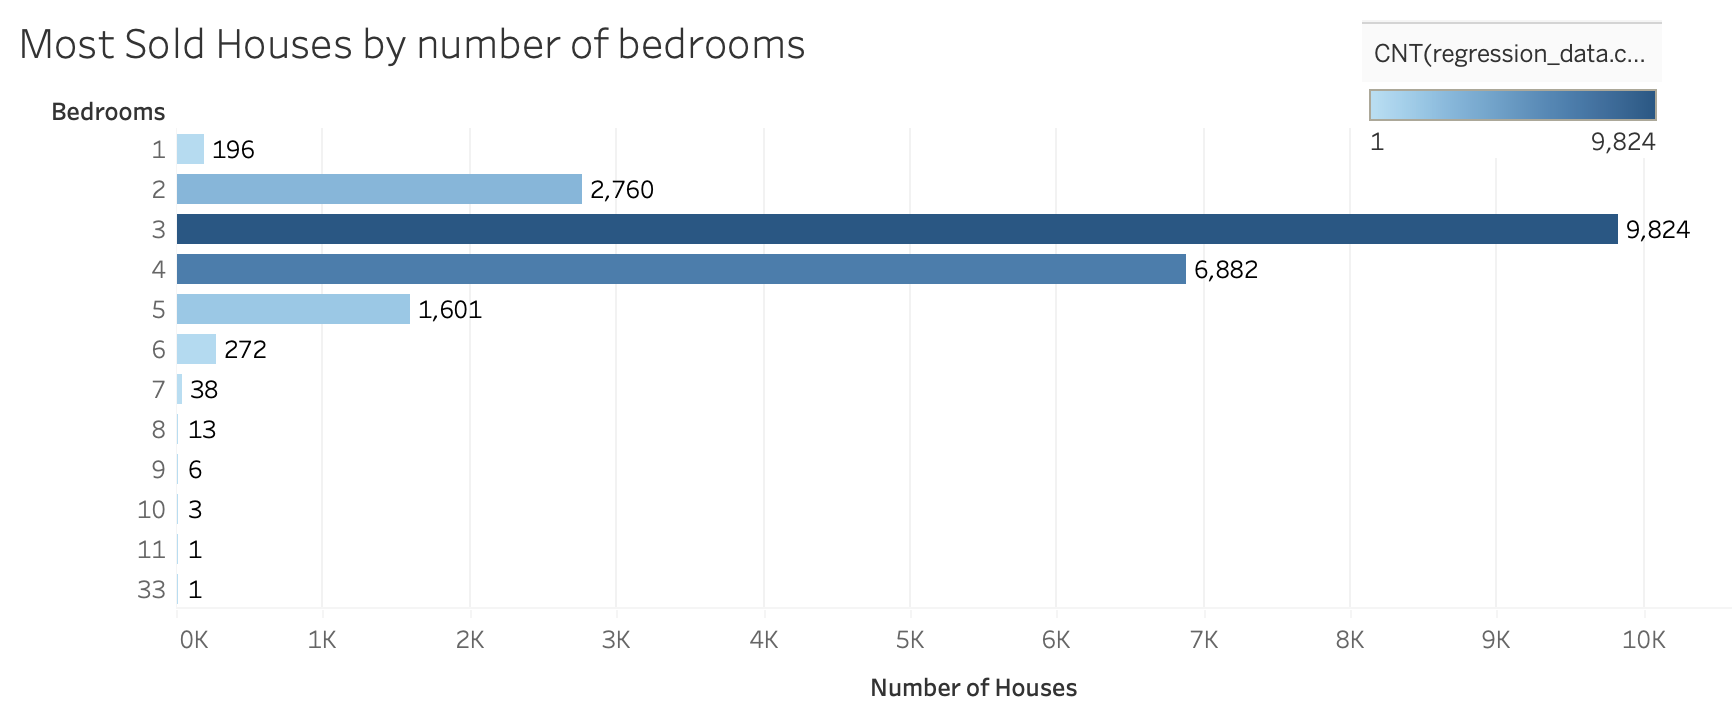 Most Sold Houses by number of bedrooms
CNT(regression_data.c...
1 9,824
Bedrooms
1 196
2 2,760
3 9,824
4 6,882
5 1,601
6 272
7 38
8 13
9 6
10 3
11 1
33 1
0K 1K 2K 3K 4K 5K 6K 7K 8K 9K 10K
Number of Houses